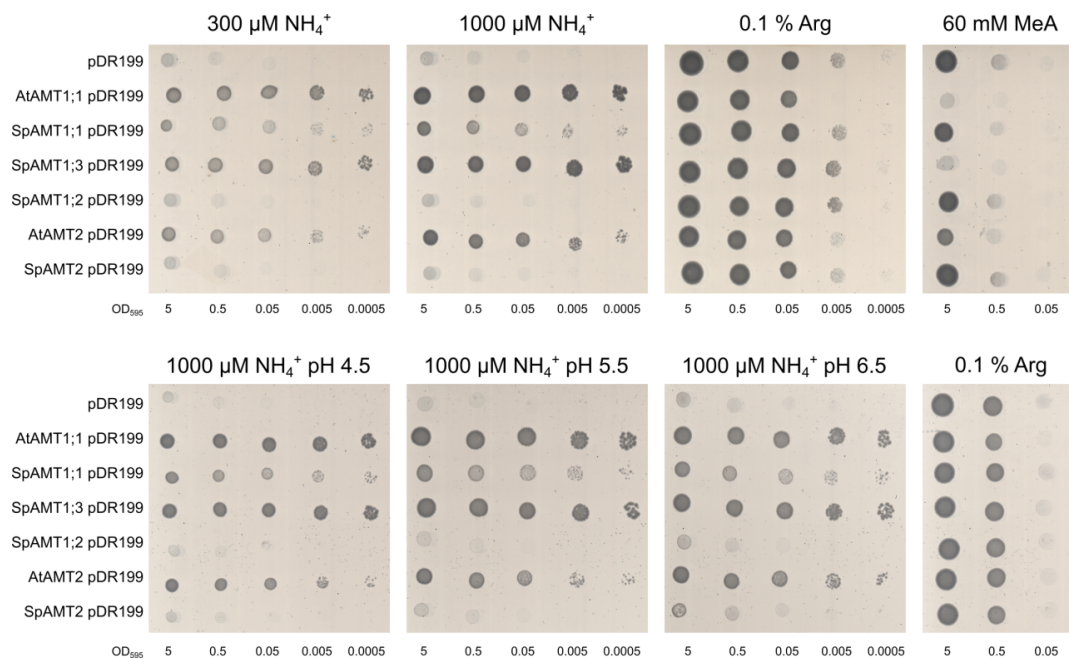 300 µM NH₄⁺ 1000 µM NH₄⁺ 0.1 % Arg 60 mM MeA
pDR199
AtAMT1;1 pDR199
SpAMT1;1 pDR199
SpAMT1;3 pDR199
SpAMT1;2 pDR199
AtAMT2 pDR199
SpAMT2 pDR199
OD₅₉₅ 5 0.5 0.05 0.005 0.0005 5 0.5 0.05 0.005 0.0005 5 0.5 0.05 0.005 0.0005 5 0.5 0.05
1000 µM NH₄⁺ pH 4.5 1000 µM NH₄⁺ pH 5.5 1000 µM NH₄⁺ pH 6.5 0.1 % Arg
pDR199
AtAMT1;1 pDR199
SpAMT1;1 pDR199
SpAMT1;3 pDR199
SpAMT1;2 pDR199
AtAMT2 pDR199
SpAMT2 pDR199
OD₅₉₅ 5 0.5 0.05 0.005 0.0005 5 0.5 0.05 0.005 0.0005 5 0.5 0.05 0.005 0.0005 5 0.5 0.05